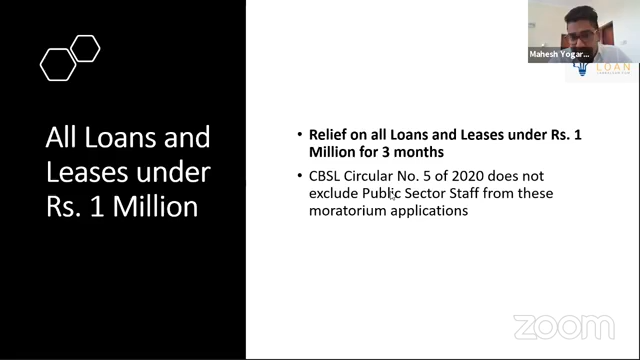 Mahesh Yogar...
LOAN
All Loans and
Leases under
Rs. 1 Million
• Relief on all Loans and Leases under Rs. 1
Million for 3 months
• CBSL Circular No. 5 of 2020 does not
exclude Public Sector Staff from these
moratorium applications
zoom